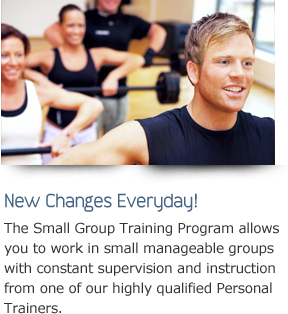 New Changes Everyday!
The Small Group Training Program allows
you to work in small manageable groups
with constant supervision and instruction
from one of our highly qualified Personal
Trainers.